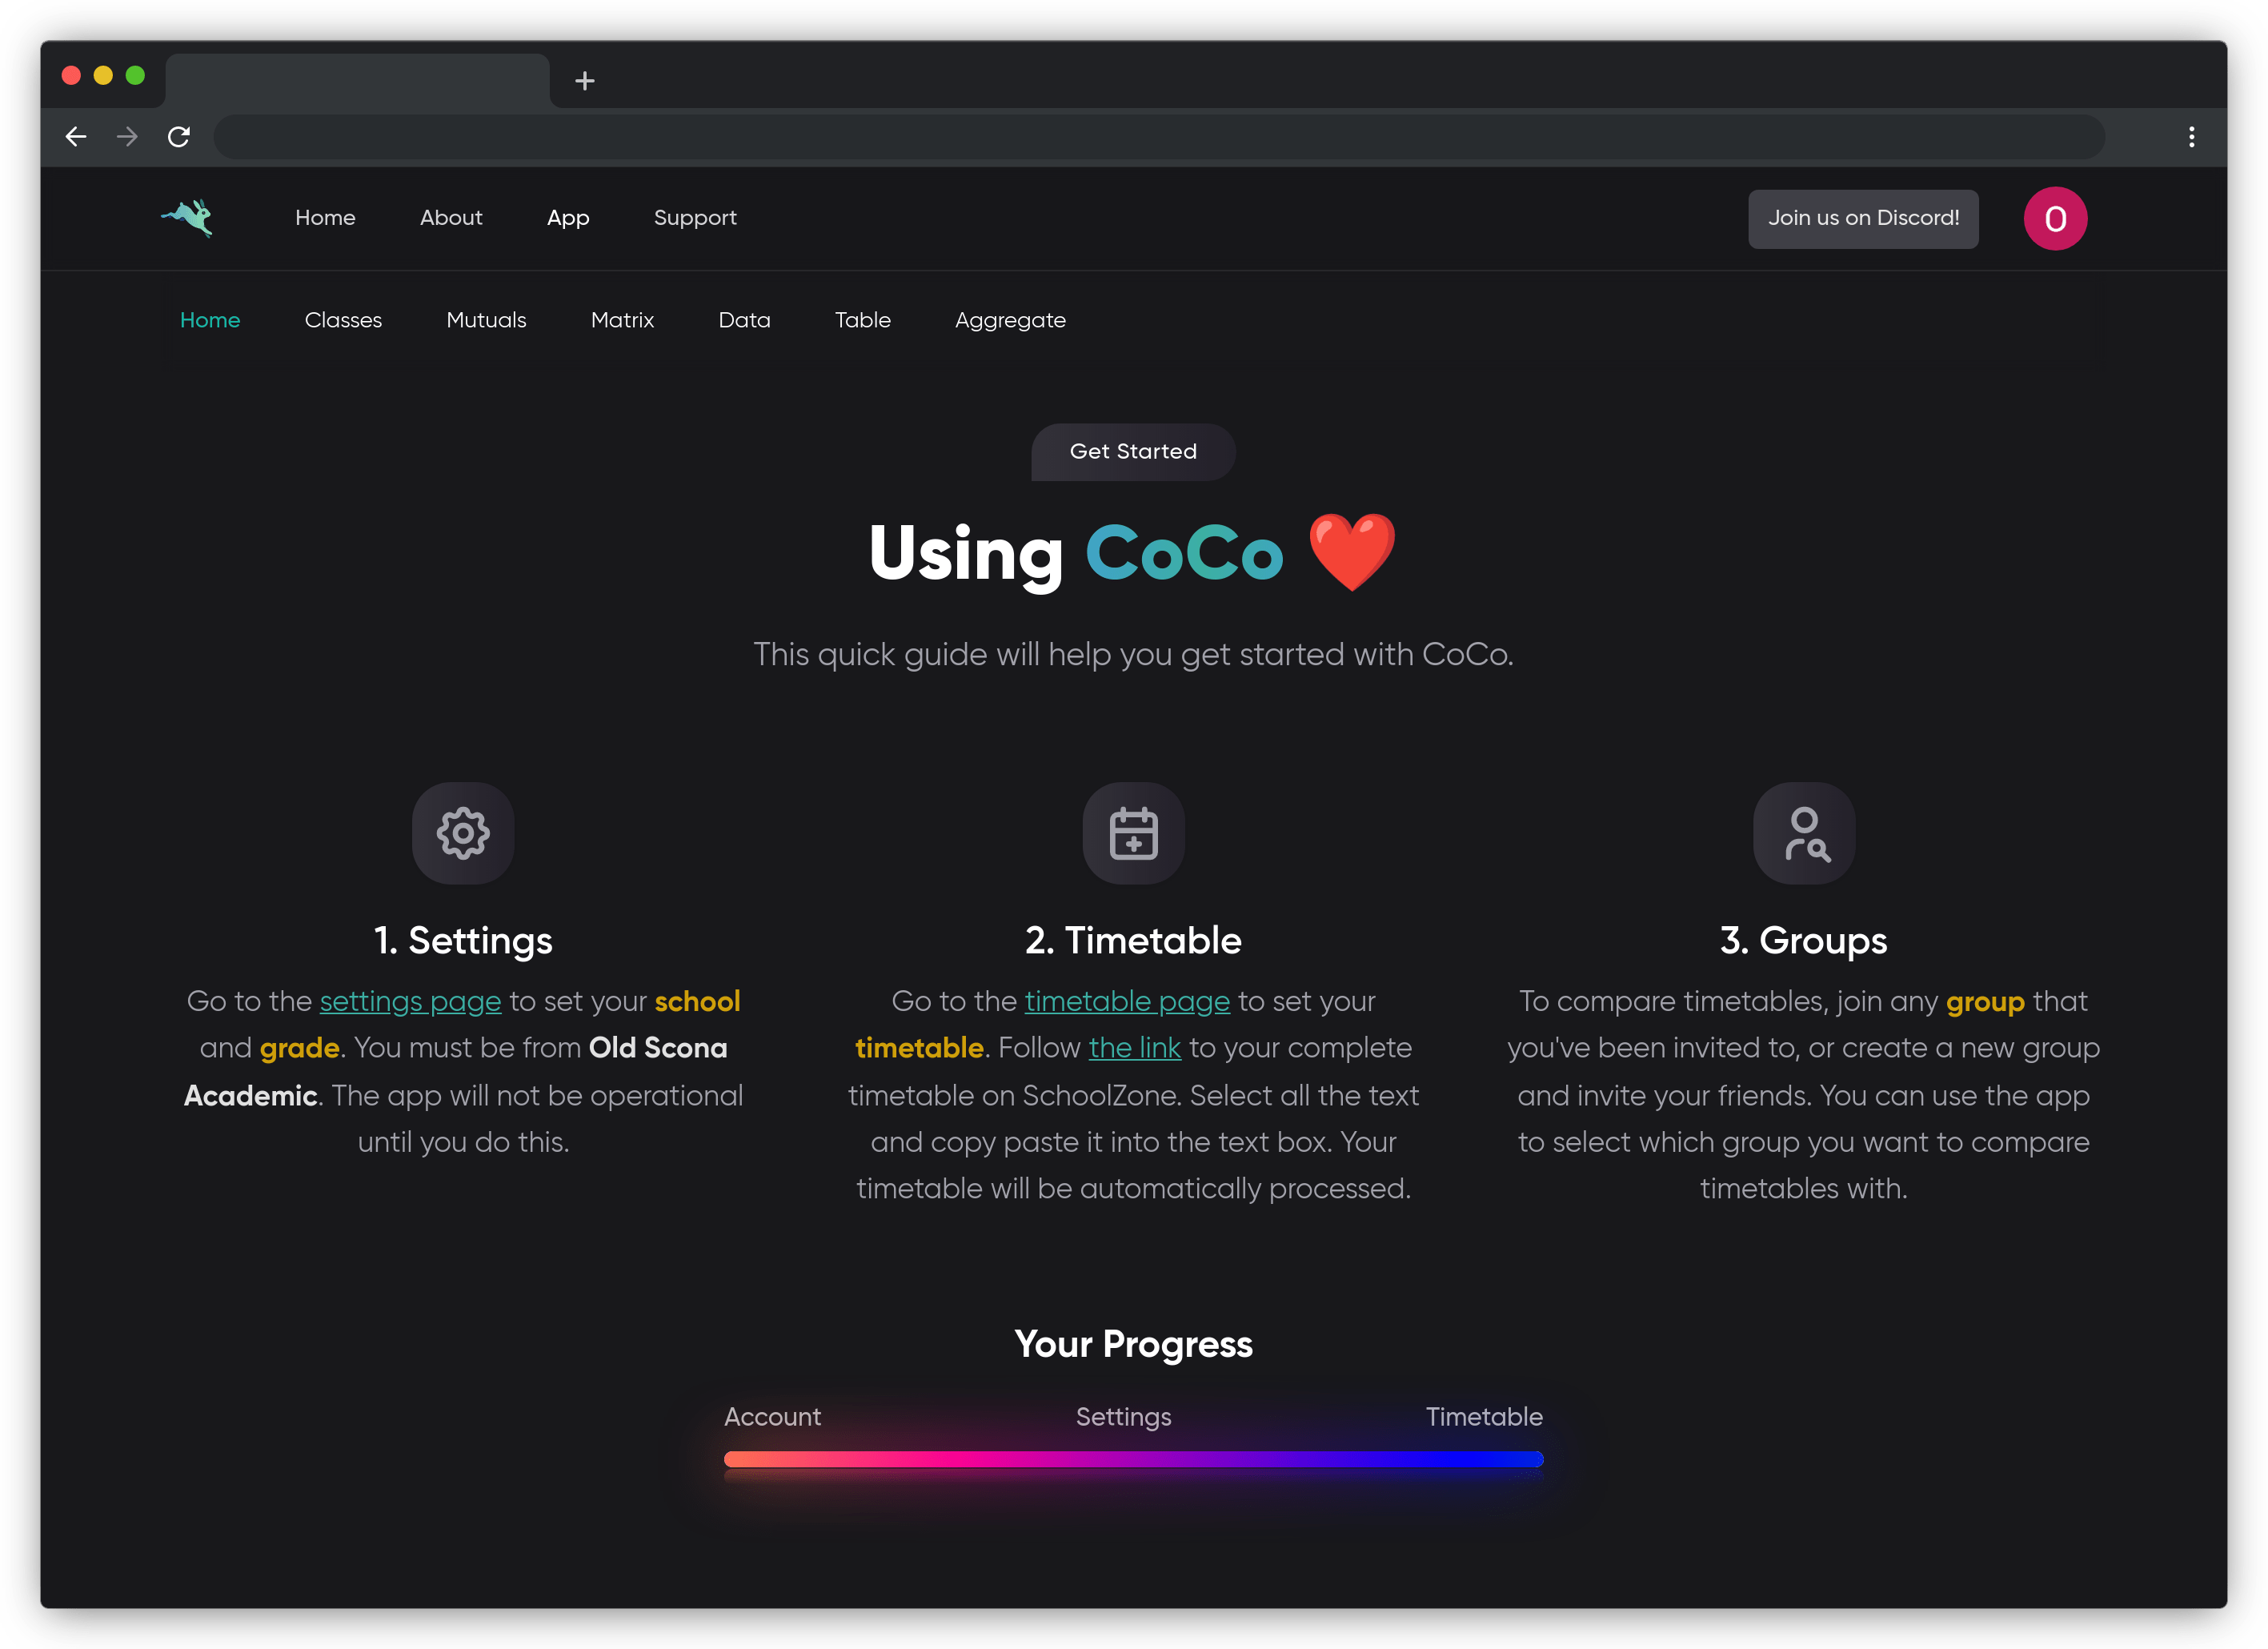 Home About App Support Join us on Discord! O
Home Classes Mutuals Matrix Data Table Aggregate
Get Started
Using CoCo ❤️
This quick guide will help you get started with CoCo.
1. Settings
Go to the settings page to set your school
and grade. You must be from Old Scona
Academic. The app will not be operational
until you do this.
2. Timetable
Go to the timetable page to set your
timetable. Follow the link to your complete
timetable on SchoolZone. Select all the text
and copy paste it into the text box. Your
timetable will be automatically processed.
3. Groups
To compare timetables, join any group that
you've been invited to, or create a new group
and invite your friends. You can use the app
to select which group you want to compare
timetables with.
Your Progress
Account Settings Timetable